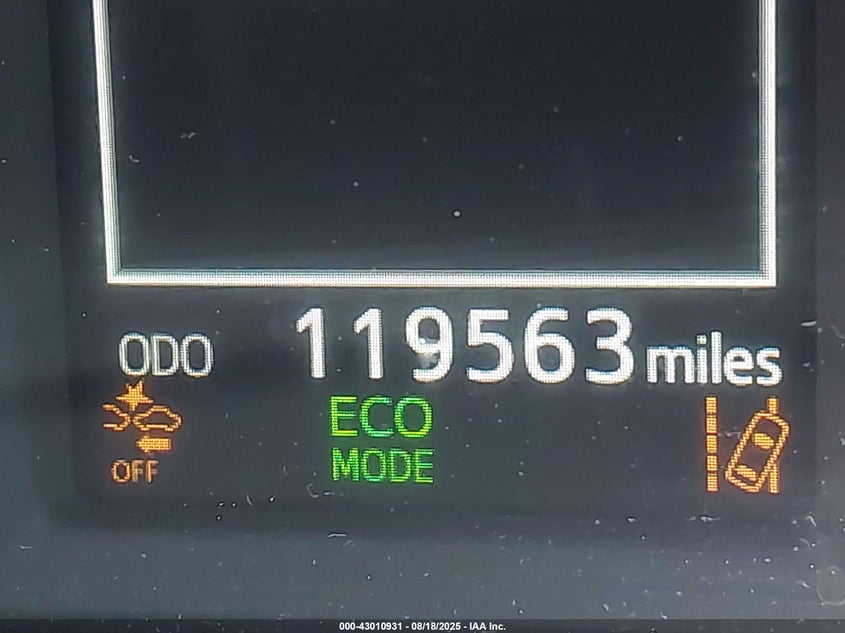 ODO 119563 miles
OFF ECO
MODE
000-43010931 - 08/18/2025 - IAA Inc.